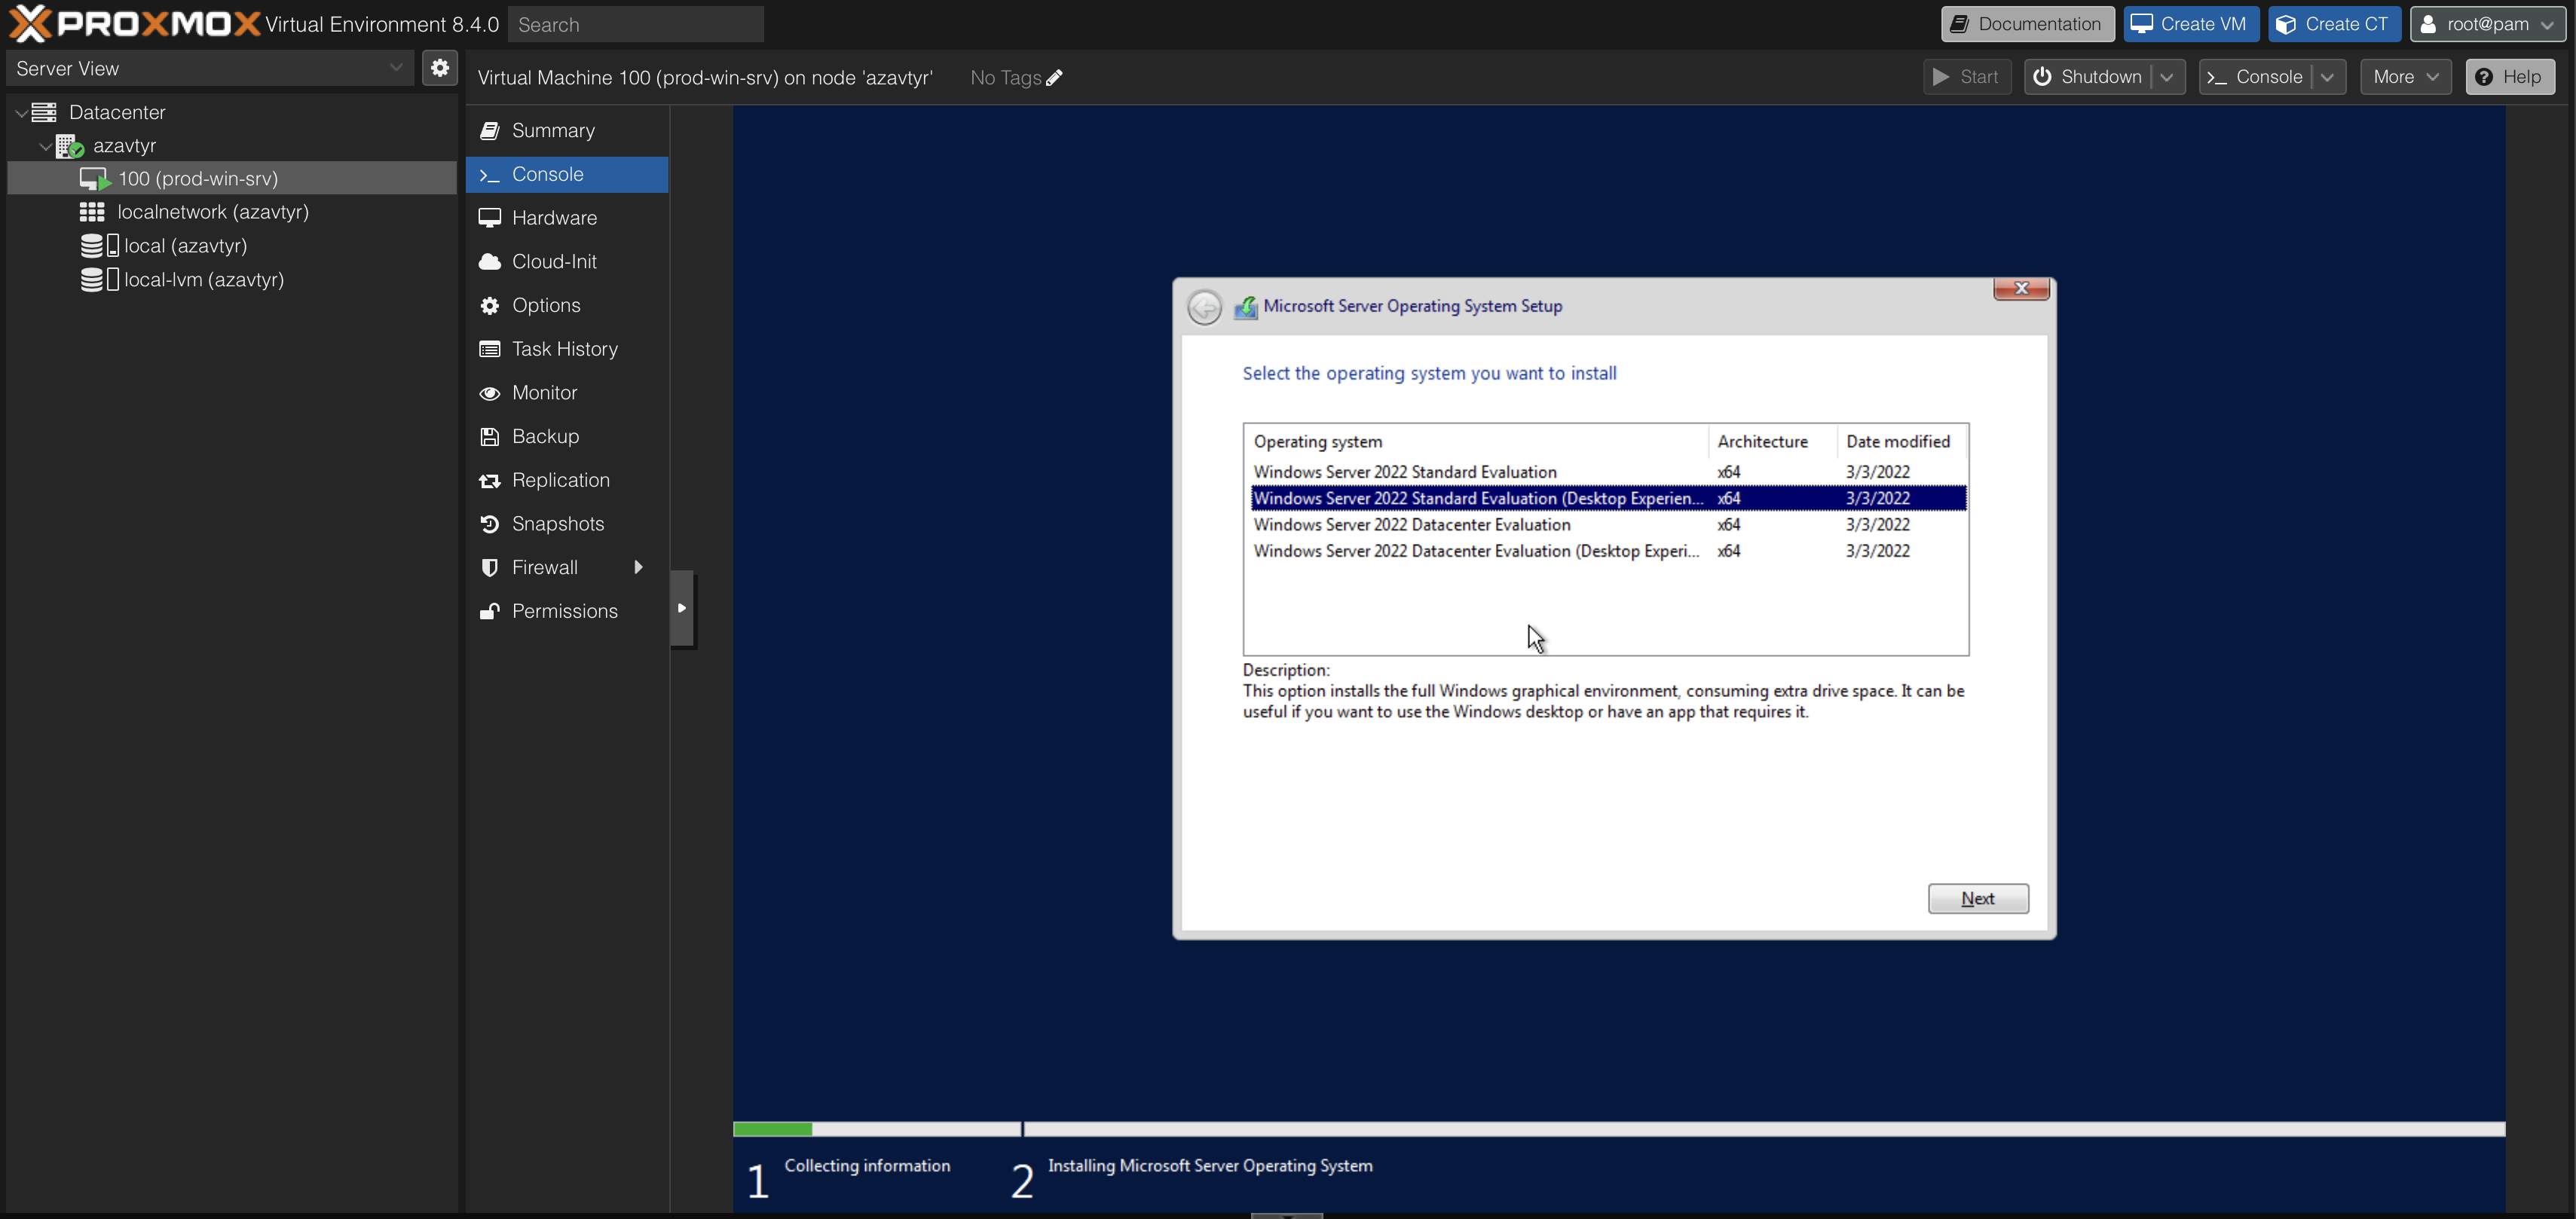 PROXMOX Virtual Environment 8.4.0 Search Documentation Create VM Create CT root@pam
Server View
Virtual Machine 100 (prod-win-srv) on node 'azavtyr' No Tags Start Shutdown >_ Console More Help
Datacenter
azavtyr
100 (prod-win-srv)
localnetwork (azavtyr)
local (azavtyr)
local-lvm (azavtyr)
Summary
>_ Console
Hardware
Cloud-Init
Options
Task History
Monitor
Backup
Replication
Snapshots
Firewall
Permissions
Microsoft Server Operating System Setup
Select the operating system you want to install
Operating system Architecture Date modified
Windows Server 2022 Standard Evaluation x64 3/3/2022
Windows Server 2022 Standard Evaluation (Desktop Experien... x64 3/3/2022
Windows Server 2022 Datacenter Evaluation x64 3/3/2022
Windows Server 2022 Datacenter Evaluation (Desktop Experi... x64 3/3/2022
Description:
This option installs the full Windows graphical environment, consuming extra drive space. It can be
useful if you want to use the Windows desktop or have an app that requires it.
Next
1 Collecting information 2 Installing Microsoft Server Operating System